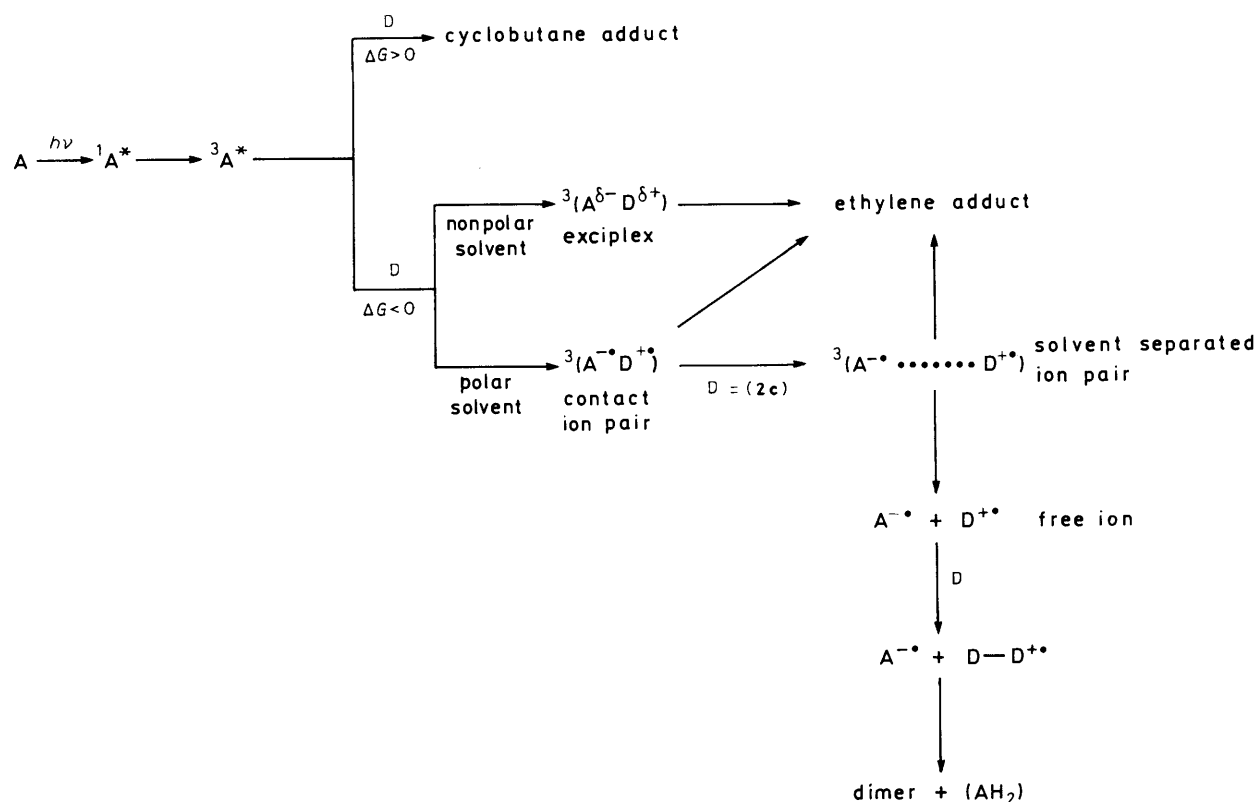 D
ΔG>0
cyclobutane adduct
A hν ¹A* ³A*
D
ΔG<0
nonpolar
solvent
³(A^δ− D^δ+)
exciplex
ethylene adduct
polar
solvent
³(A⁻• D⁺•)
contact
ion pair
D = (2c)
³(A⁻• ••••••• D⁺•)
solvent separated
ion pair
A⁻• + D⁺• free ion
D
A⁻• + D—D⁺•
dimer + (AH₂)